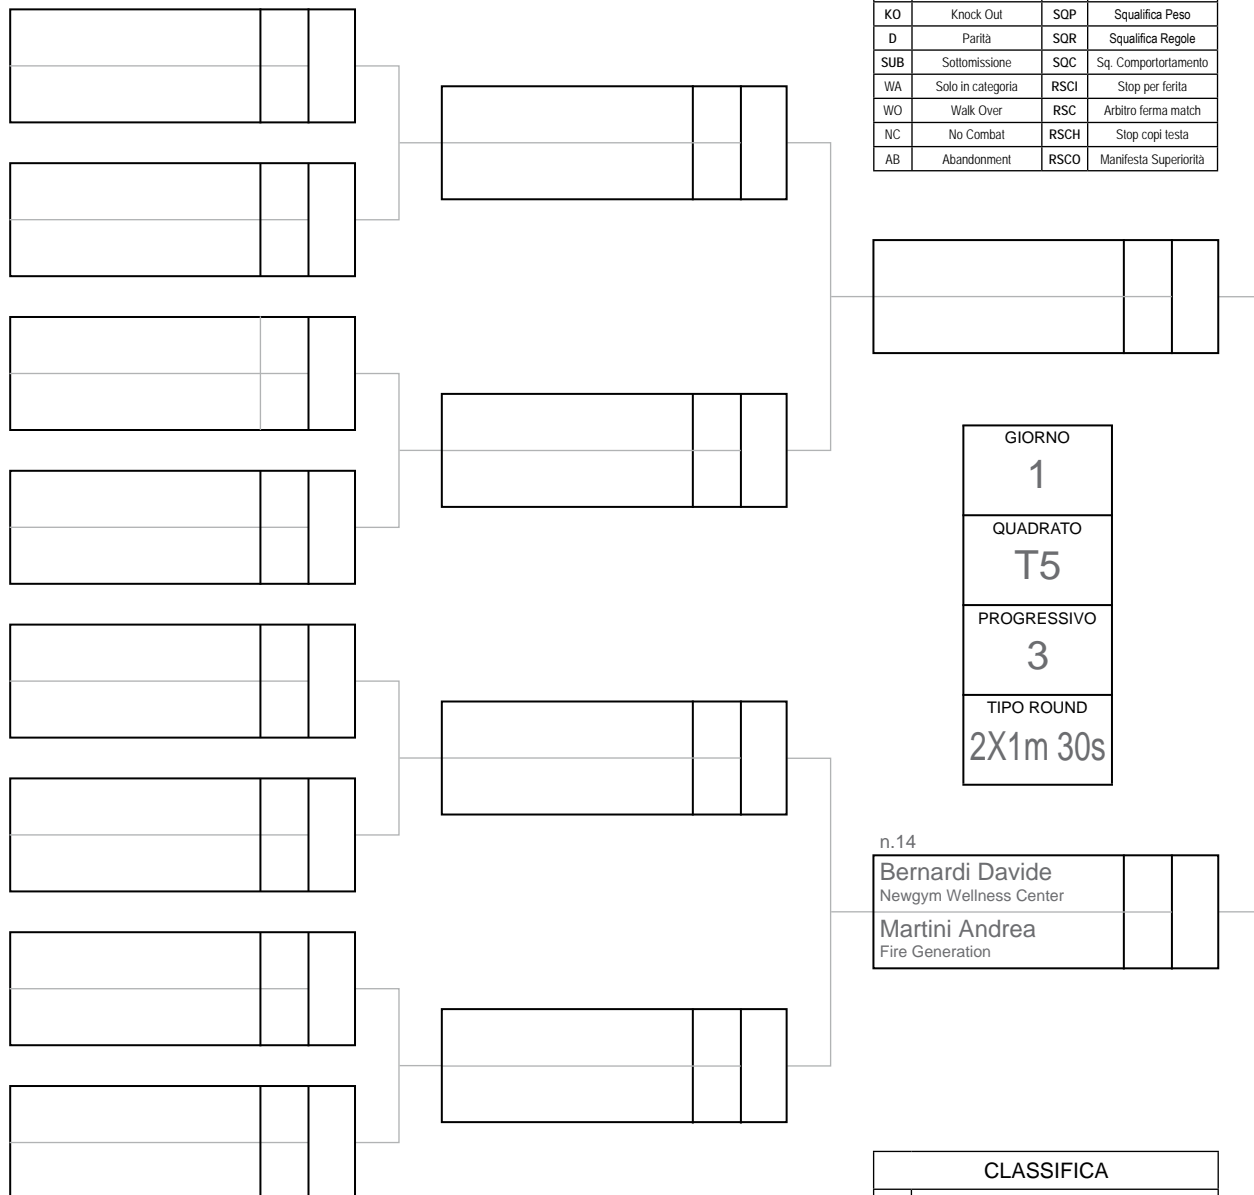 KO Knock Out SQP Squalifica Peso
D Parità SQR Squalifica Regole
SUB Sottomissione SQC Sq. Comportortamento
WA Solo in categoria RSCI Stop per ferita
WO Walk Over RSC Arbitro ferma match
NC No Combat RSCH Stop copi testa
AB Abandonment RSCO Manifesta Superiorità
GIORNO
1
QUADRATO
T5
PROGRESSIVO
3
TIPO ROUND
2X1m 30s
n.14
Bernardi Davide
Newgym Wellness Center
Martini Andrea
Fire Generation
CLASSIFICA